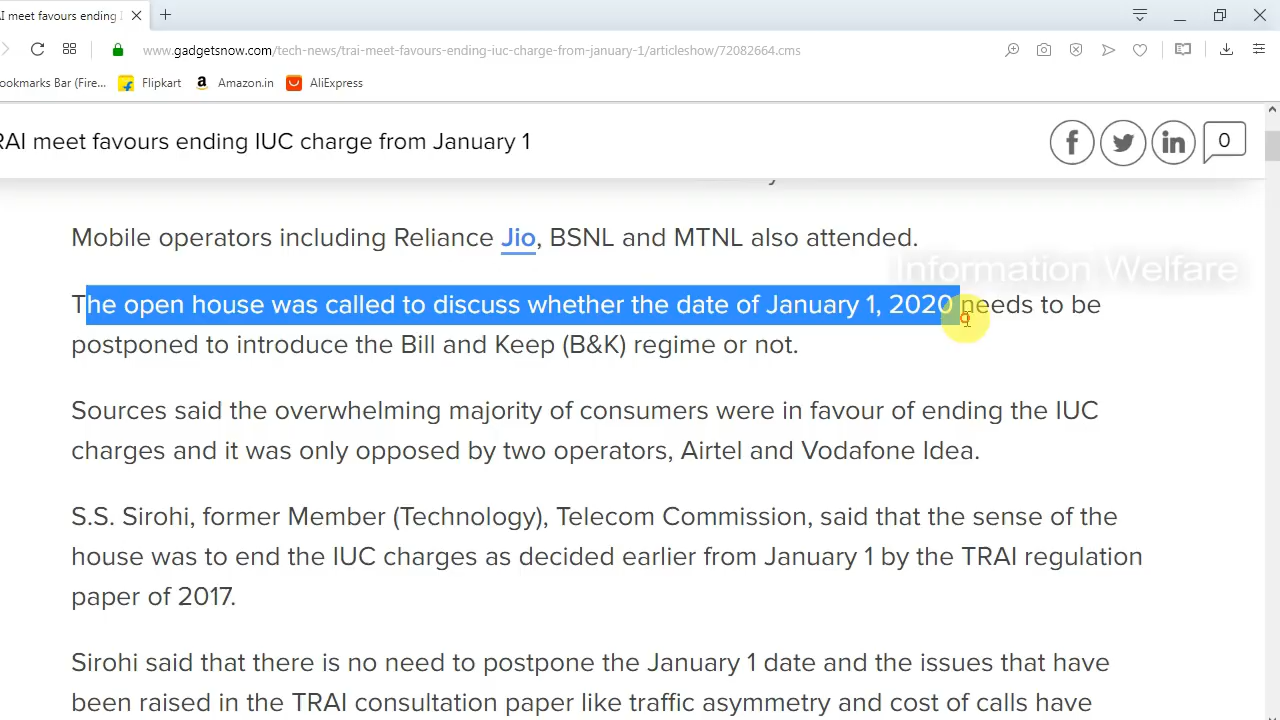 AI meet favours ending I
www.gadgetsnow.com/tech-news/trai-meet-favours-ending-iuc-charge-from-january-1/articleshow/72082664.cms
ookmarks Bar (Fire... Flipkart a Amazon.in AliExpress
RAI meet favours ending IUC charge from January 1
f in 0
Mobile operators including Reliance Jio, BSNL and MTNL also attended.
Information Welfare
The open house was called to discuss whether the date of January 1, 2020 needs to be
postponed to introduce the Bill and Keep (B&K) regime or not.
Sources said the overwhelming majority of consumers were in favour of ending the IUC
charges and it was only opposed by two operators, Airtel and Vodafone Idea.
S.S. Sirohi, former Member (Technology), Telecom Commission, said that the sense of the
house was to end the IUC charges as decided earlier from January 1 by the TRAI regulation
paper of 2017.
Sirohi said that there is no need to postpone the January 1 date and the issues that have
been raised in the TRAI consultation paper like traffic asymmetry and cost of calls have